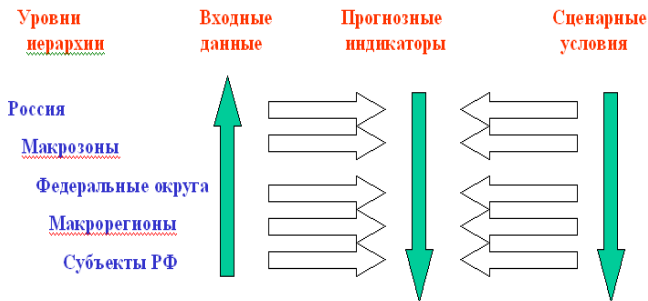 Уровни иерархии
Входные данные
Прогнозные индикаторы
Сценарные условия
Россия
Макрозоны
Федеральные округа
Макрорегионы
Субъекты РФ